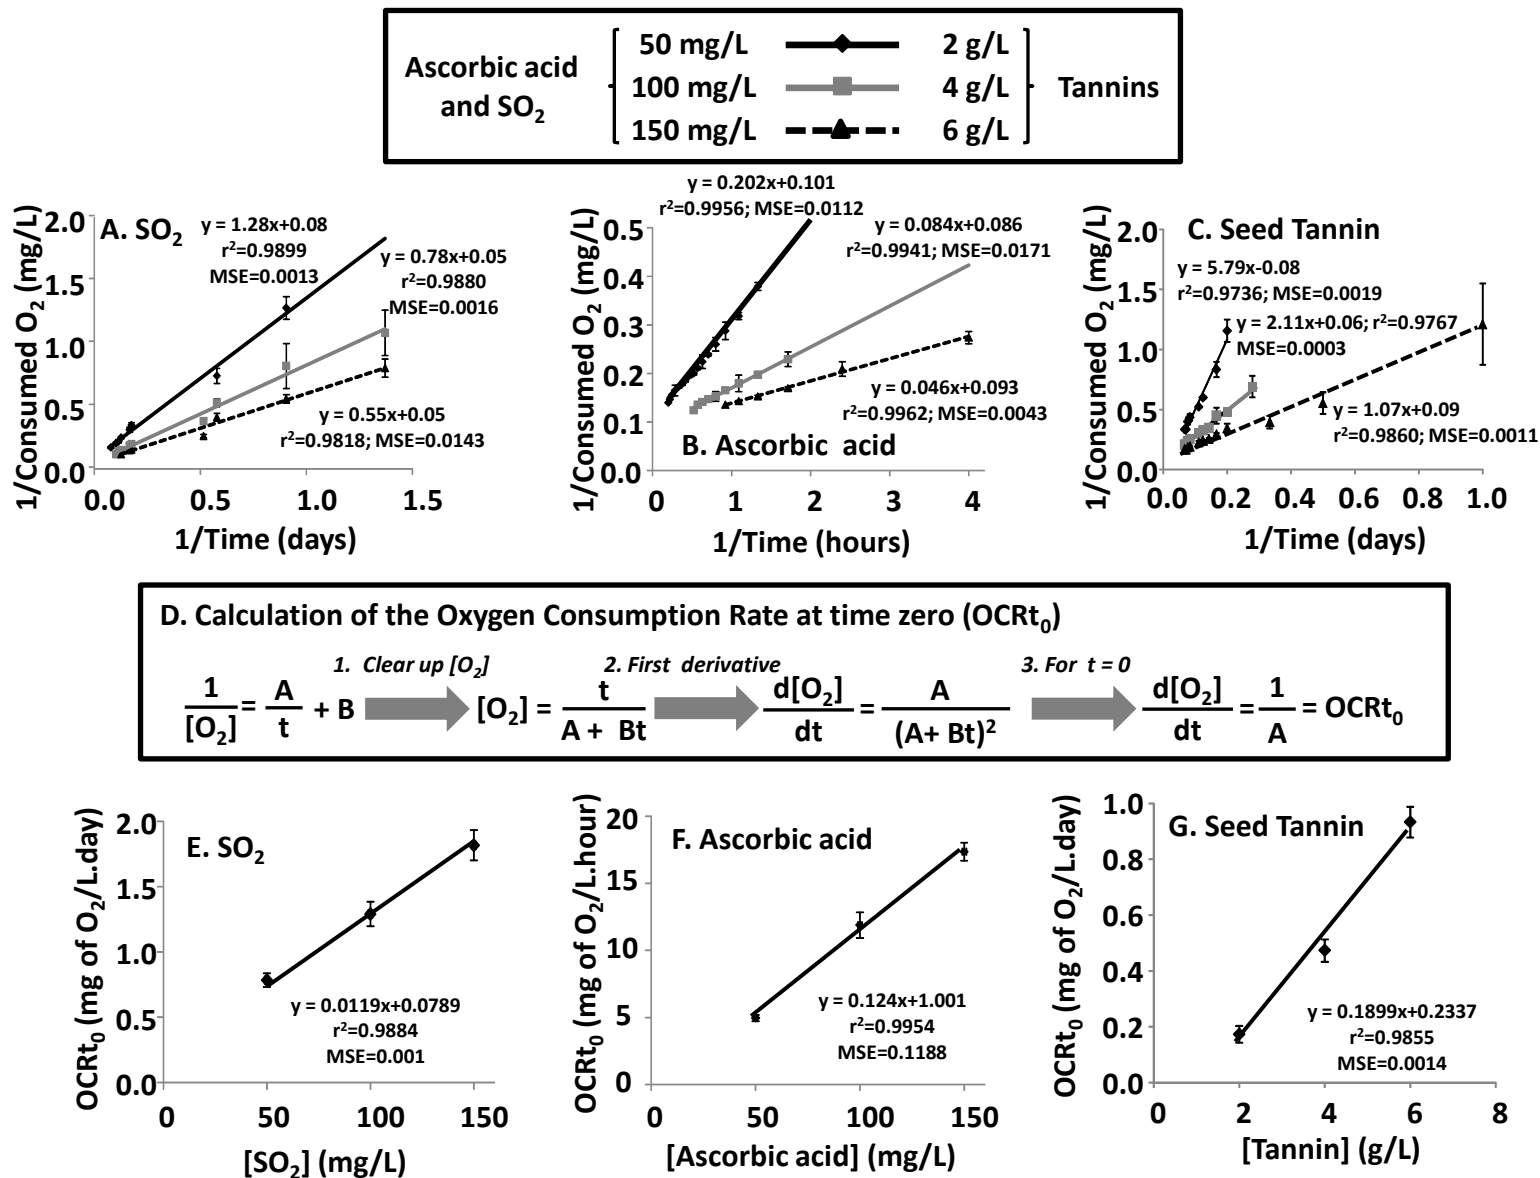 Ascorbic acid
and SO₂
50 mg/L 2 g/L
100 mg/L 4 g/L
150 mg/L 6 g/L
Tannins
A. SO₂
1/Consumed O₂ (mg/L)
2.0
1.5
1.0
0.5
0.0
y = 1.28x+0.08
r²=0.9899
MSE=0.0013
y = 0.78x+0.05
r²=0.9880
MSE=0.0016
y = 0.55x+0.05
r²=0.9818; MSE=0.0143
0.0 0.5 1.0 1.5
1/Time (days)
1/Consumed O₂ (mg/L)
0.5
0.4
0.3
0.2
0.1
0.0
y = 0.202x+0.101
r²=0.9956; MSE=0.0112
y = 0.084x+0.086
r²=0.9941; MSE=0.0171
y = 0.046x+0.093
r²=0.9962; MSE=0.0043
B. Ascorbic acid
0 1 2 3 4
1/Time (hours)
1/Consumed O₂ (mg/L)
2.0
1.5
1.0
0.5
0.0
C. Seed Tannin
y = 5.79x-0.08
r²=0.9736; MSE=0.0019
y = 2.11x+0.06; r²=0.9767
MSE=0.0003
y = 1.07x+0.09
r²=0.9860; MSE=0.0011
0.0 0.2 0.4 0.6 0.8 1.0
1/Time (days)
D. Calculation of the Oxygen Consumption Rate at time zero (OCRt₀)
1. Clear up [O₂] 2. First derivative 3. For t = 0
1/[O₂] = A/t + B [O₂] = t/(A + Bt) d[O₂]/dt = A/(A+ Bt)² d[O₂]/dt = 1/A = OCRt₀
OCRt₀ (mg of O₂/L.day)
2.0
1.5
1.0
0.5
0.0
E. SO₂
y = 0.0119x+0.0789
r²=0.9884
MSE=0.001
0 50 100 150
[SO₂] (mg/L)
OCRt₀ (mg of O₂/L.hour)
20
15
10
5
0
F. Ascorbic acid
y = 0.124x+1.001
r²=0.9954
MSE=0.1188
0 50 100 150
[Ascorbic acid] (mg/L)
OCRt₀ (mg of O₂/L.day)
1.0
0.8
0.6
0.4
0.2
0.0
G. Seed Tannin
y = 0.1899x+0.2337
r²=0.9855
MSE=0.0014
0 2 4 6 8
[Tannin] (g/L)